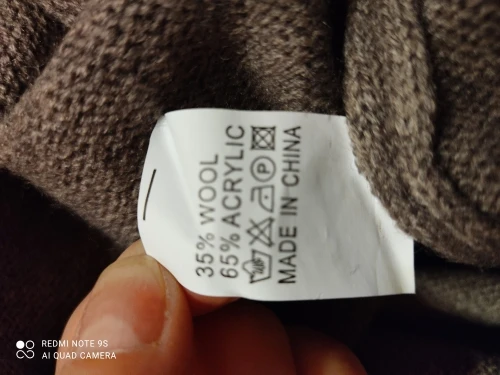 35% WOOL
65% ACRYLIC
P
MADE IN CHINA
REDMI NOTE 9S
AI QUAD CAMERA